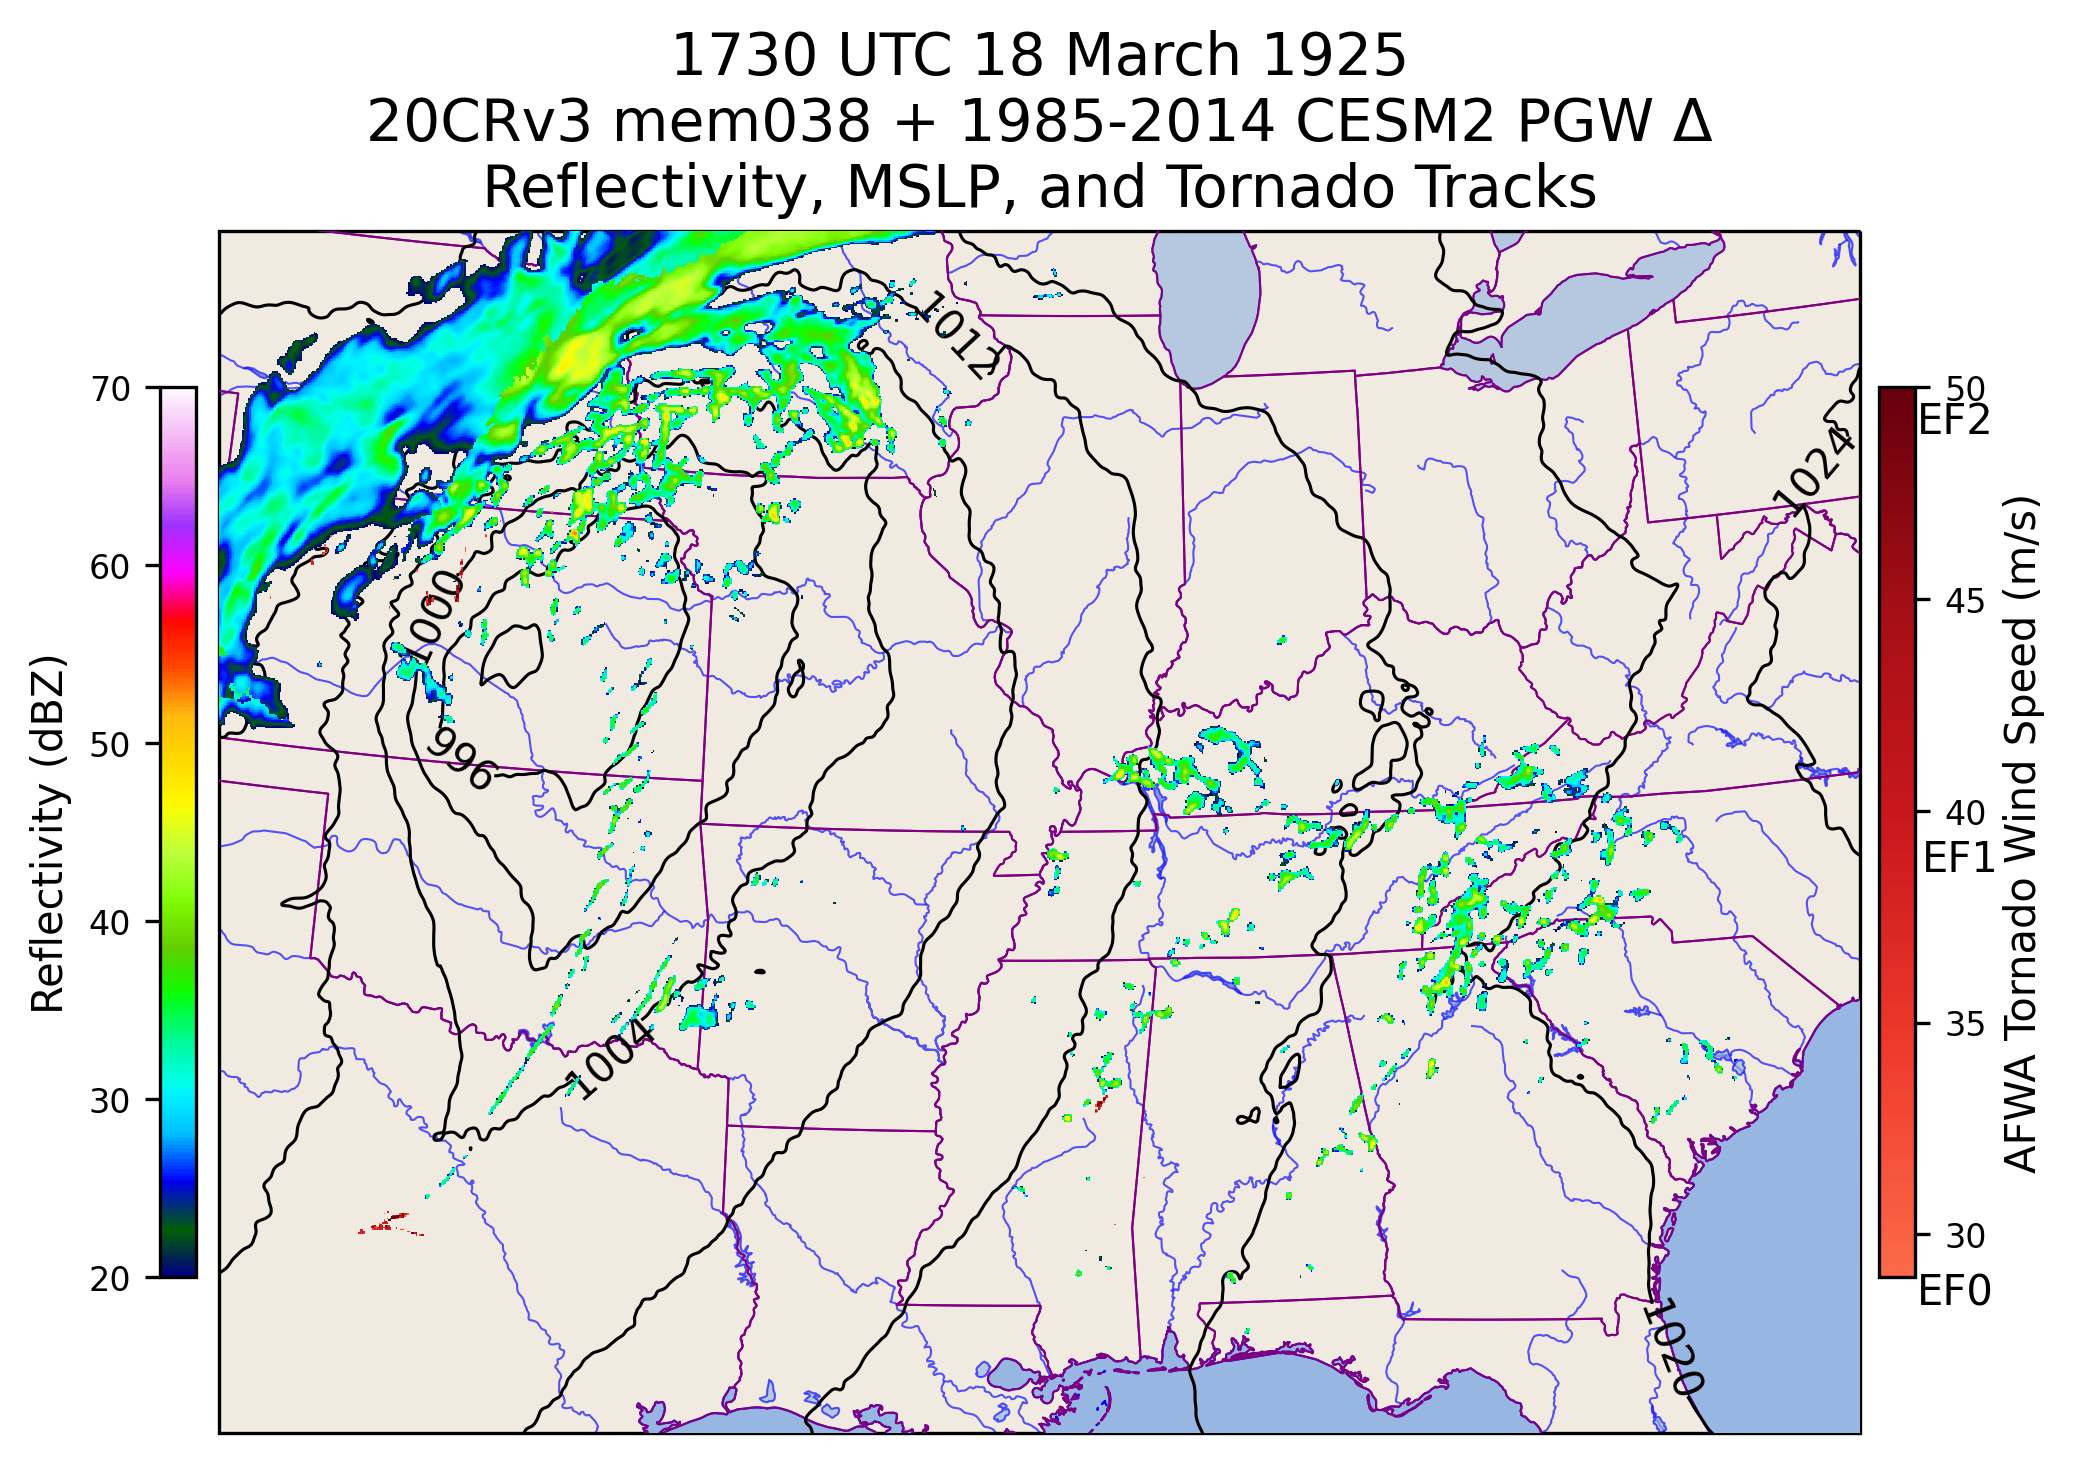 1730 UTC 18 March 1925
20CRv3 mem038 + 1985-2014 CESM2 PGW Δ
Reflectivity, MSLP, and Tornado Tracks
70
60
50
40
30
20
Reflectivity (dBZ)
1012
1024
1000
996
1004
1020
50
EF2
45
40
EF1
35
30
EF0
AFWA Tornado Wind Speed (m/s)